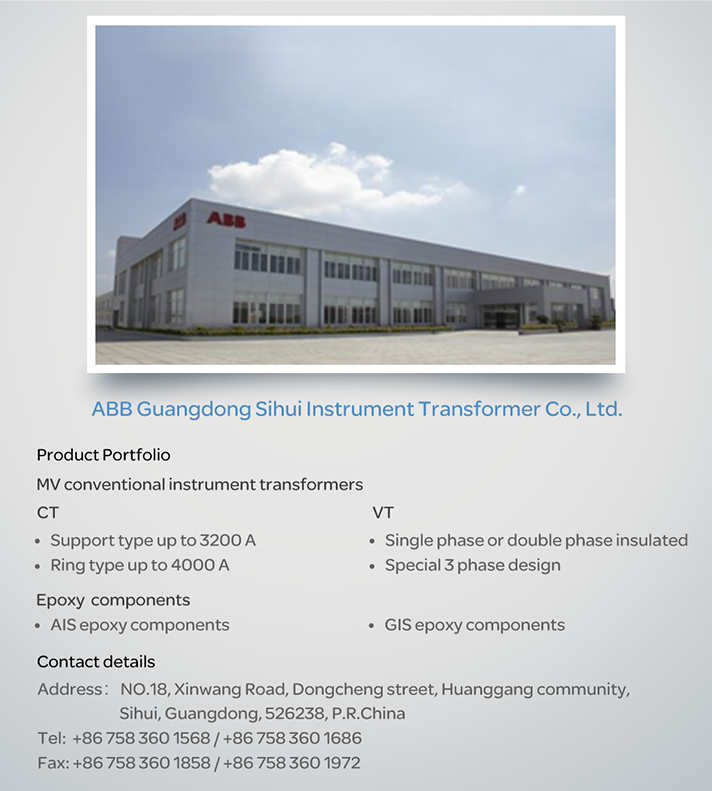 ABB
ABB
ABB Guangdong Sihui Instrument Transformer Co., Ltd.
Product Portfolio
MV conventional instrument transformers
CT
VT
• Support type up to 3200 A
• Single phase or double phase insulated
• Ring type up to 4000 A
• Special 3 phase design
Epoxy components
• AIS epoxy components
• GIS epoxy components
Contact details
Address: NO.18, Xinwang Road, Dongcheng street, Huanggang community,
Sihui, Guangdong, 526238, P.R.China
Tel: +86 758 360 1568 / +86 758 360 1686
Fax: +86 758 360 1858 / +86 758 360 1972